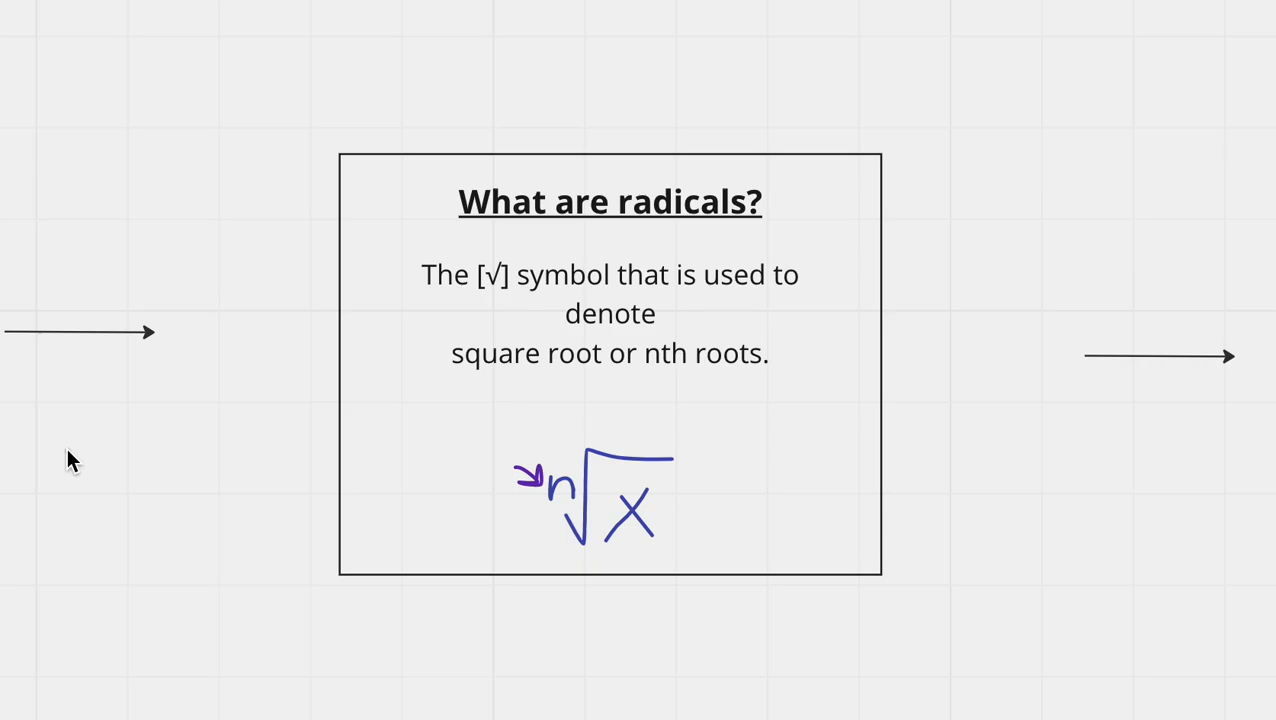 What are radicals?
The [√] symbol that is used to
denote
square root or nth roots.
n√x